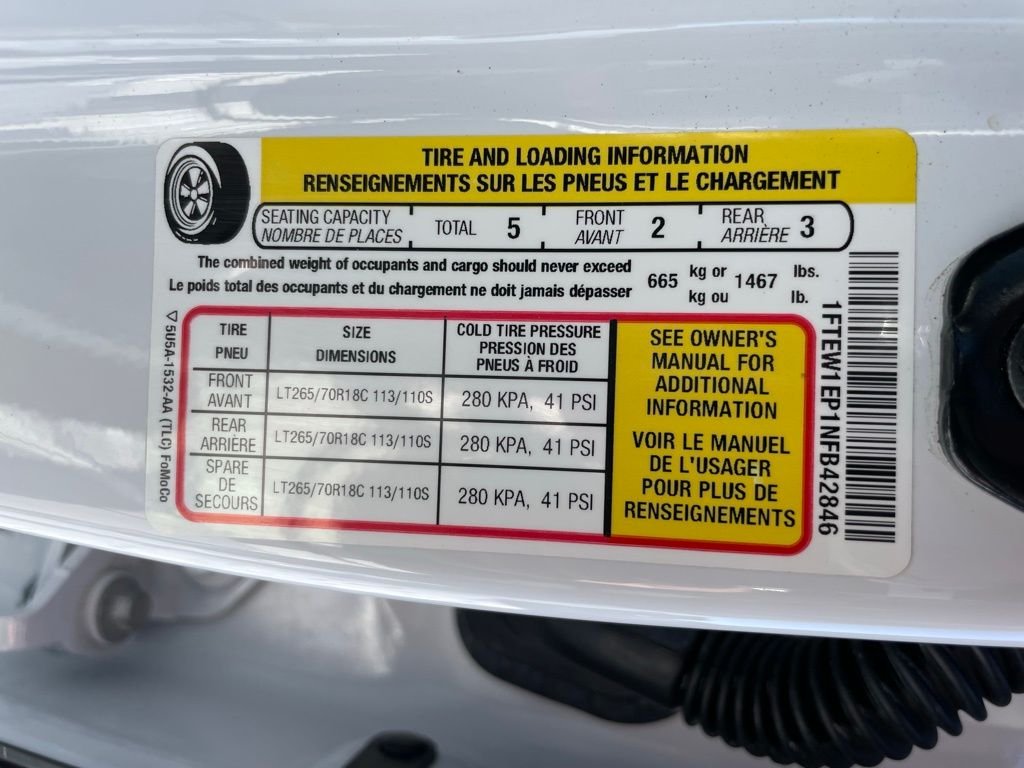 TIRE AND LOADING INFORMATION
RENSEIGNEMENTS SUR LES PNEUS ET LE CHARGEMENT
SEATING CAPACITY
NOMBRE DE PLACES
TOTAL 5
FRONT
AVANT
2
REAR
ARRIÈRE
3
The combined weight of occupants and cargo should never exceed
Le poids total des occupants et du chargement ne doit jamais dépasser
665
kg or
kg ou
1467
lbs.
lb.
TIRE
PNEU
SIZE
DIMENSIONS
COLD TIRE PRESSURE
PRESSION DES
PNEUS À FROID
FRONT
AVANT
LT265/70R18C 113/110S
280 KPA, 41 PSI
REAR
ARRIÈRE
LT265/70R18C 113/110S
280 KPA, 41 PSI
SPARE
DE
SECOURS
LT265/70R18C 113/110S
280 KPA, 41 PSI
SEE OWNER'S
MANUAL FOR
ADDITIONAL
INFORMATION
VOIR LE MANUEL
DE L'USAGER
POUR PLUS DE
RENSEIGNEMENTS
5U5A-1532-AA (TLC) FoMoCo
1FTEW1EP1NFB42846